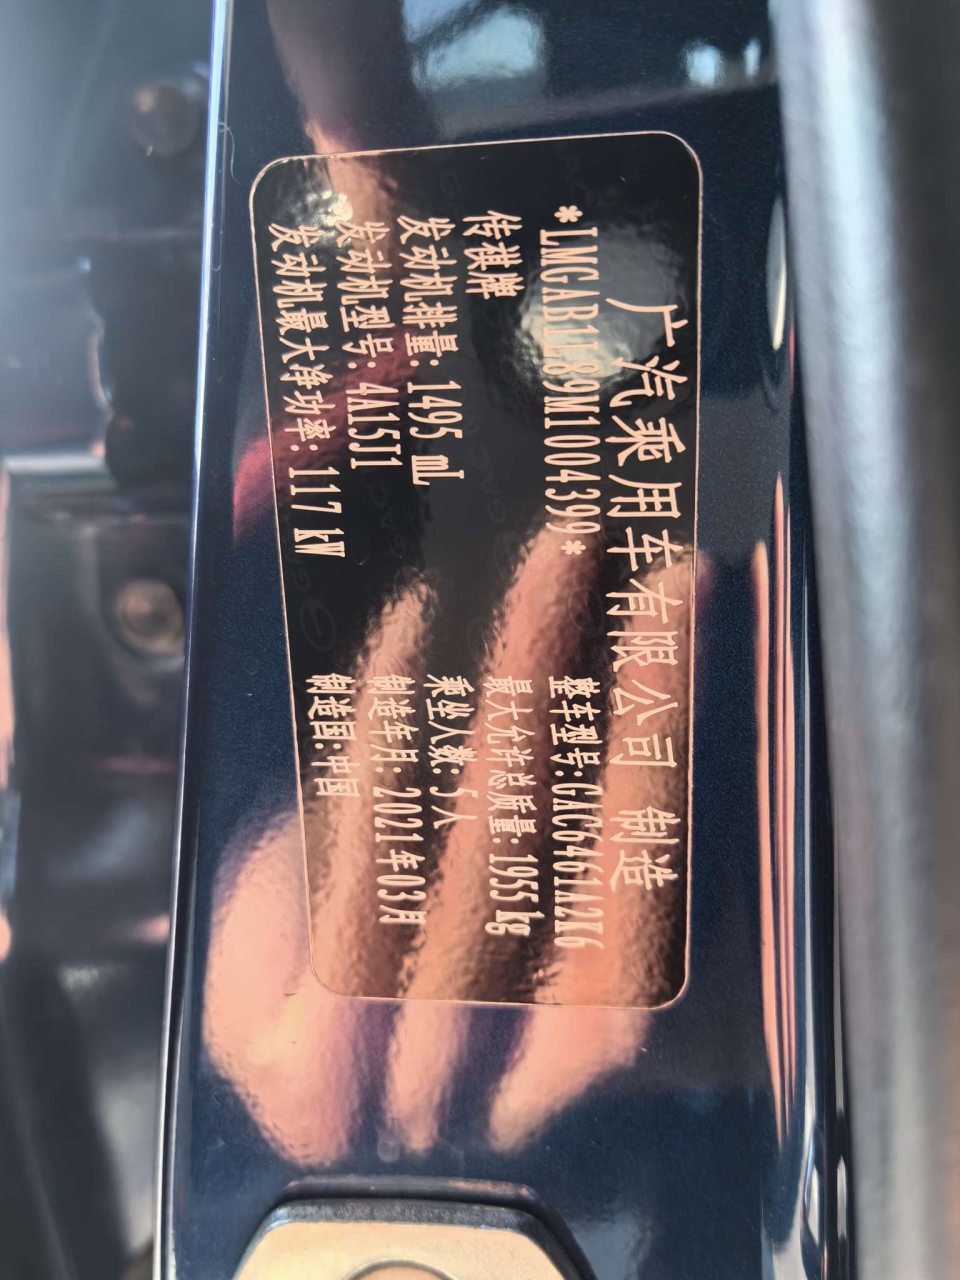 广汽乘用车有限公司 制造
*LMGAB1L89M1004399*
整车型号:GAC6461A2X6
传祺牌
最大允许总质量:1955 kg
发动机排量:1495 mL
乘坐人数:5人
发动机型号:4A15J1
制造年月:2021年03月
发动机最大净功率:117 kW
制造国:中国